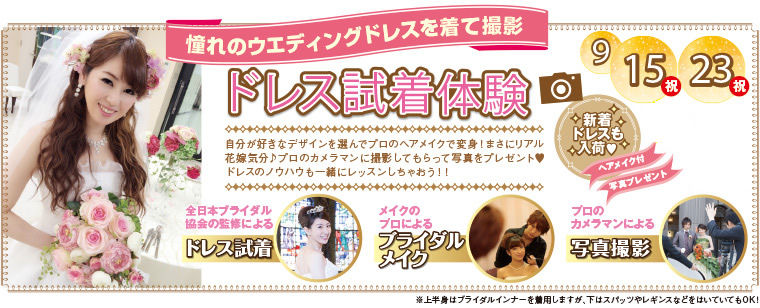 憧れのウエディングドレスを着て撮影
9
15
祝
23
祝
ドレス試着体験
新着
ドレスも
入荷♥
ヘアメイク付
写真プレゼント
自分が好きなデザインを選んでプロのヘアメイクで変身！まさにリアル
花嫁気分♪プロのカメラマンに撮影してもらって写真をプレゼント♥
ドレスのノウハウも一緒にレッスンしちゃおう！！
全日本ブライダル
協会の監修による
ドレス試着
メイクの
プロによる
ブライダル
メイク
プロの
カメラマンによる
写真撮影
※上半身はブライダルインナーを着用しますが、下はスパッツやレギンスなどをはいていてもOK！